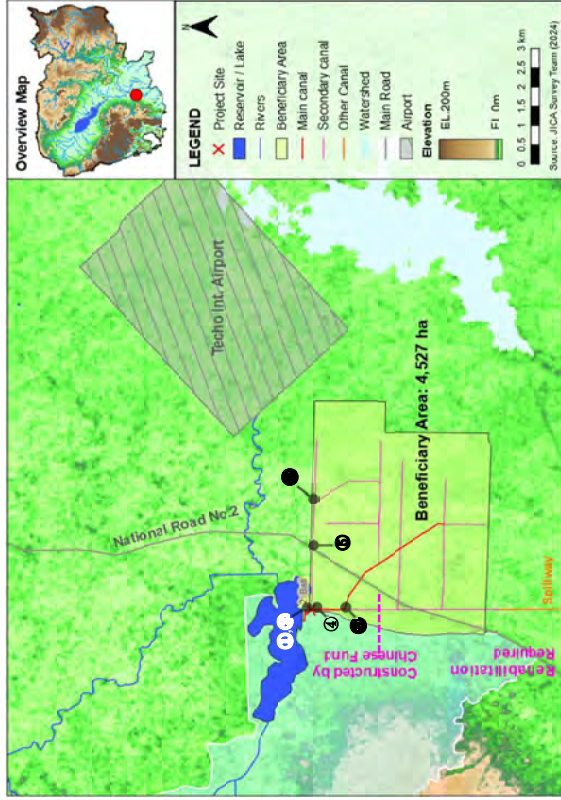 Overview Map
LEGEND
Project Site
Reservoir / Lake
Rivers
Beneficiary Area
Main canal
Secondary canal
Other Canal
Watershed
Main Road
Airport
Elevation
EL.200m
EL.0m
0 0.5 1 1.5 2 2.5 3 km
Source: JICA Survey Team (2024)
N
Techo Int. Airport
National Road No.2
Beneficiary Area: 4,527 ha
④
Constructed by
Chinese Fund
Rehabilitation
Required
Spillway